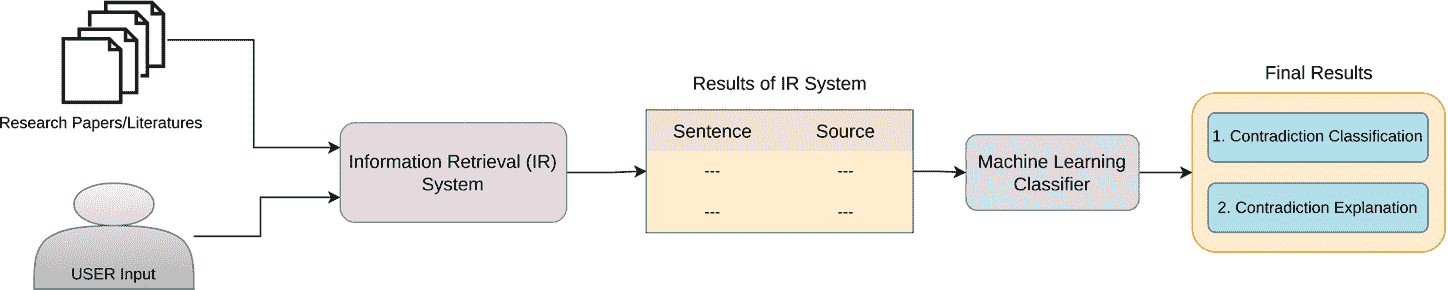 Research Papers/Literatures
USER Input
Information Retrieval (IR)
System
Results of IR System
Sentence Source
--- ---
--- ---
Machine Learning
Classifier
Final Results
1. Contradiction Classification
2. Contradiction Explanation